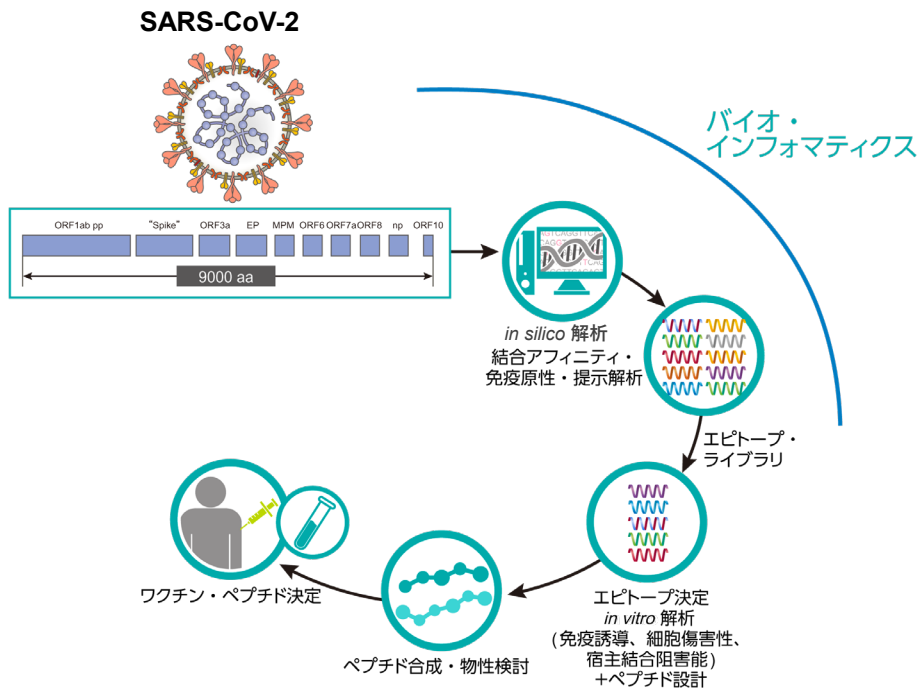 SARS-CoV-2
バイオ・
インフォマティクス
ORF1ab pp "Spike" ORF3a EP MPM ORF6 ORF7a ORF8 np ORF10
9000 aa
in silico 解析
結合アフィニティ・
免疫原性・提示解析
エピトープ・
ライブラリ
エピトープ決定
in vitro 解析
(免疫誘導、細胞傷害性、
宿主結合阻害能)
+ペプチド設計
ペプチド合成・物性検討
ワクチン・ペプチド決定